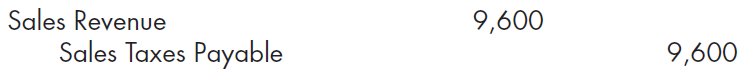 Sales Revenue 9,600
Sales Taxes Payable 9,600